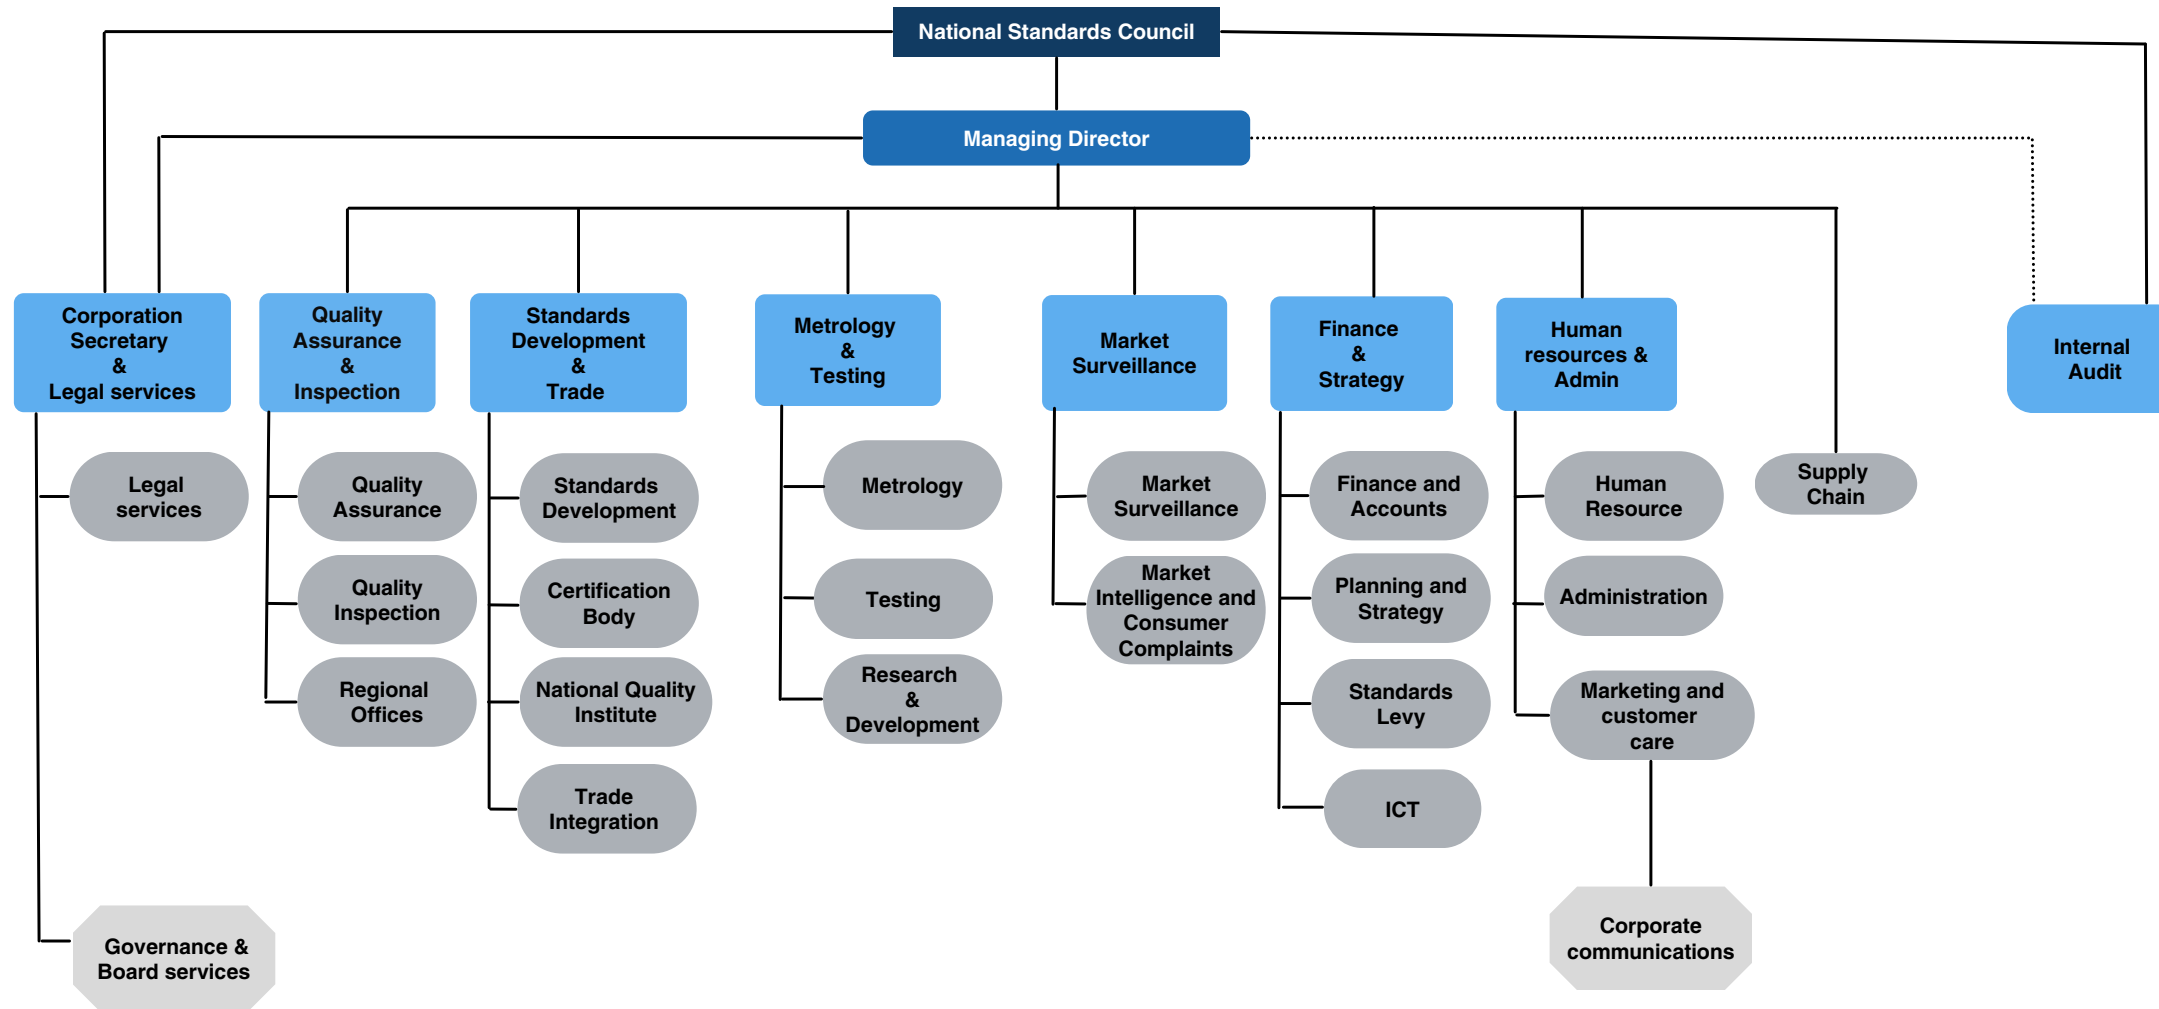 National Standards Council
Managing Director
Corporation
Secretary
&
Legal services
Quality
Assurance
&
Inspection
Standards
Development
&
Trade
Metrology
&
Testing
Market
Surveillance
Finance
&
Strategy
Human
resources &
Admin
Internal
Audit
Legal
services
Governance &
Board services
Quality
Assurance
Quality
Inspection
Regional
Offices
Standards
Development
Certification
Body
National Quality
Institute
Trade
Integration
Metrology
Testing
Research
&
Development
Market
Surveillance
Market
Intelligence and
Consumer
Complaints
Finance and
Accounts
Planning and
Strategy
Standards
Levy
ICT
Human
Resource
Administration
Marketing and
customer
care
Corporate
communications
Supply
Chain